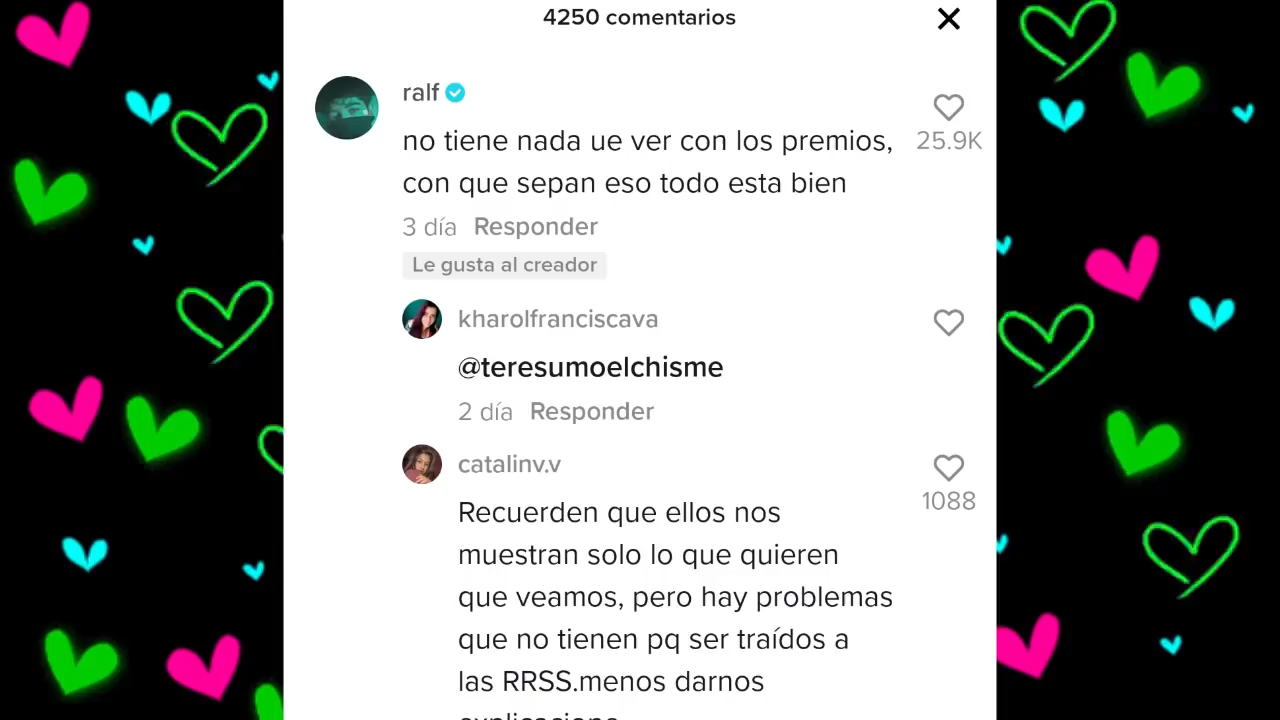 4250 comentarios
ralf
no tiene nada ue ver con los premios,
con que sepan eso todo esta bien
25.9K
3 día Responder
Le gusta al creador
kharolfranciscava
@teresumoelchisme
2 día Responder
catalinv.v
Recuerden que ellos nos
1088
muestran solo lo que quieren
que veamos, pero hay problemas
que no tienen pq ser traídos a
las RRSS.menos darnos